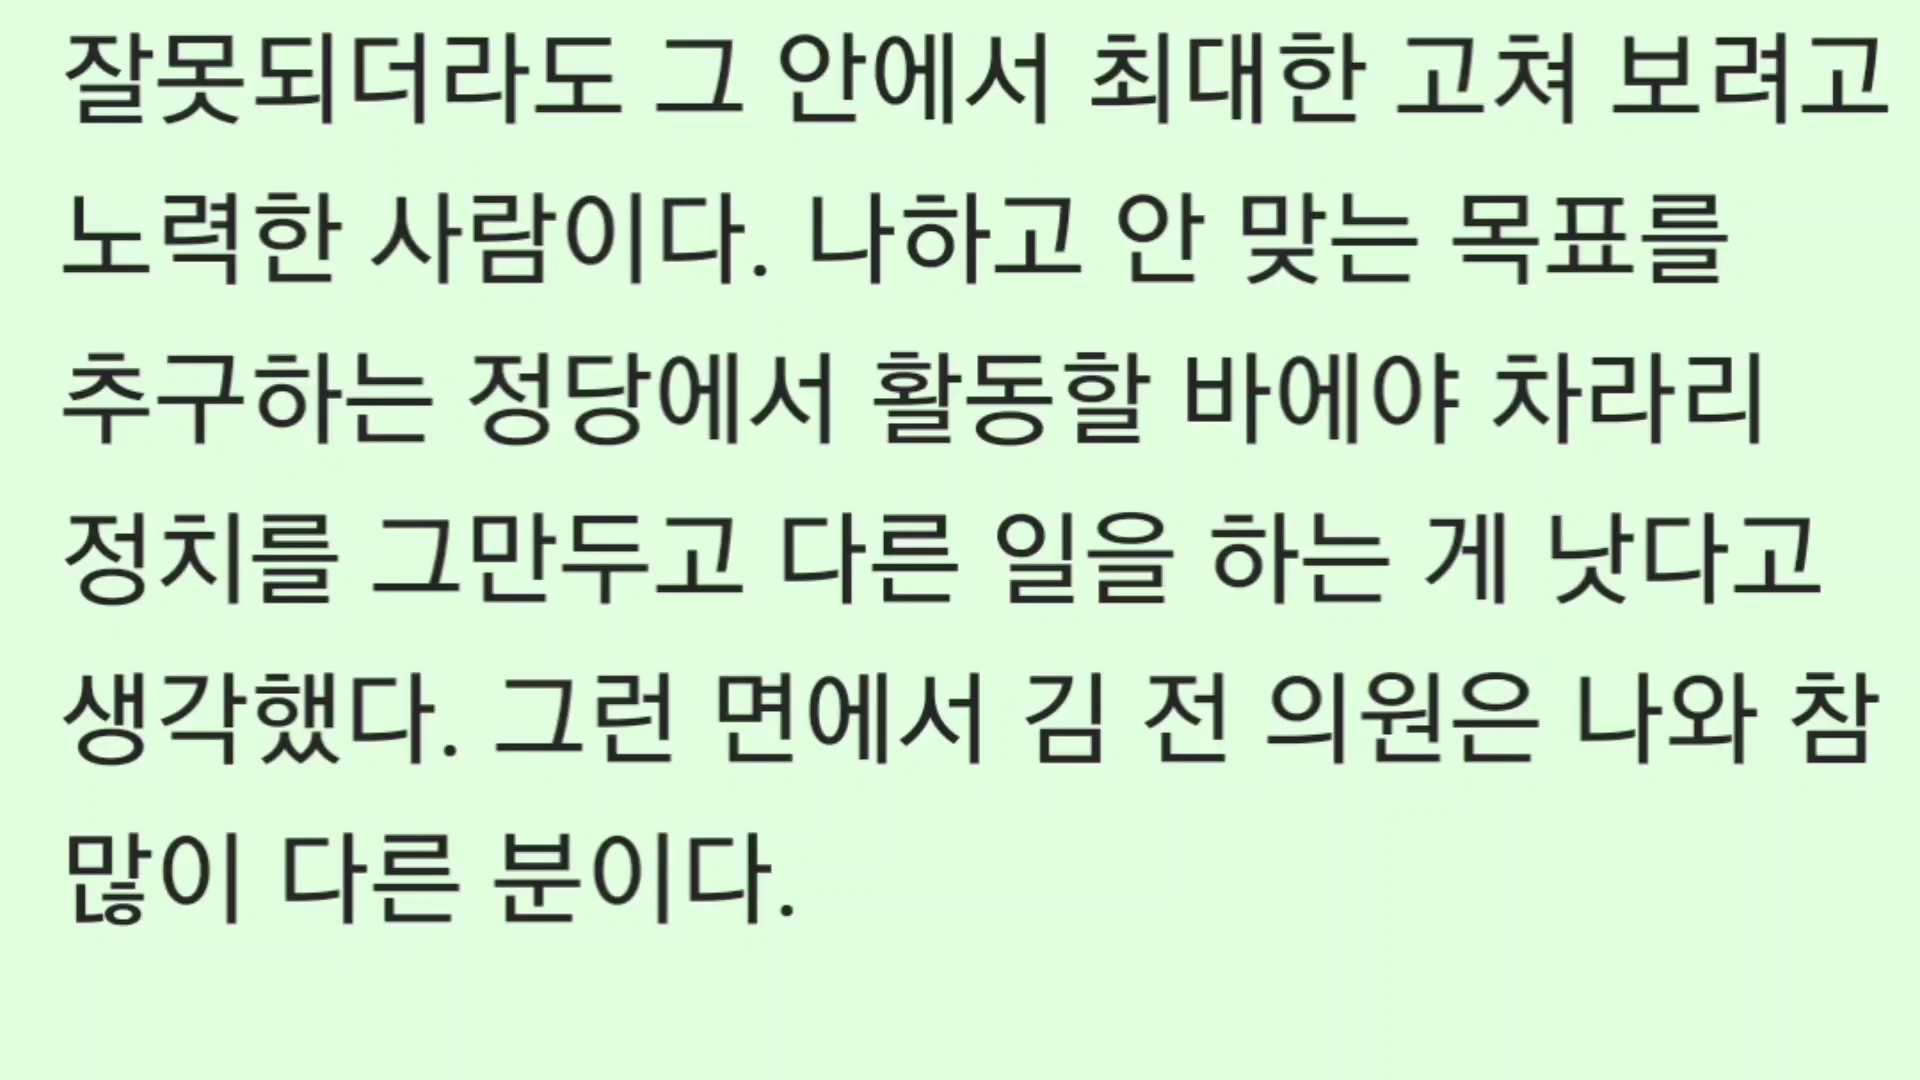 잘못되더라도 그 안에서 최대한 고쳐 보려고
노력한 사람이다. 나하고 안 맞는 목표를
추구하는 정당에서 활동할 바에야 차라리
정치를 그만두고 다른 일을 하는 게 낫다고
생각했다. 그런 면에서 김 전 의원은 나와 참
많이 다른 분이다.